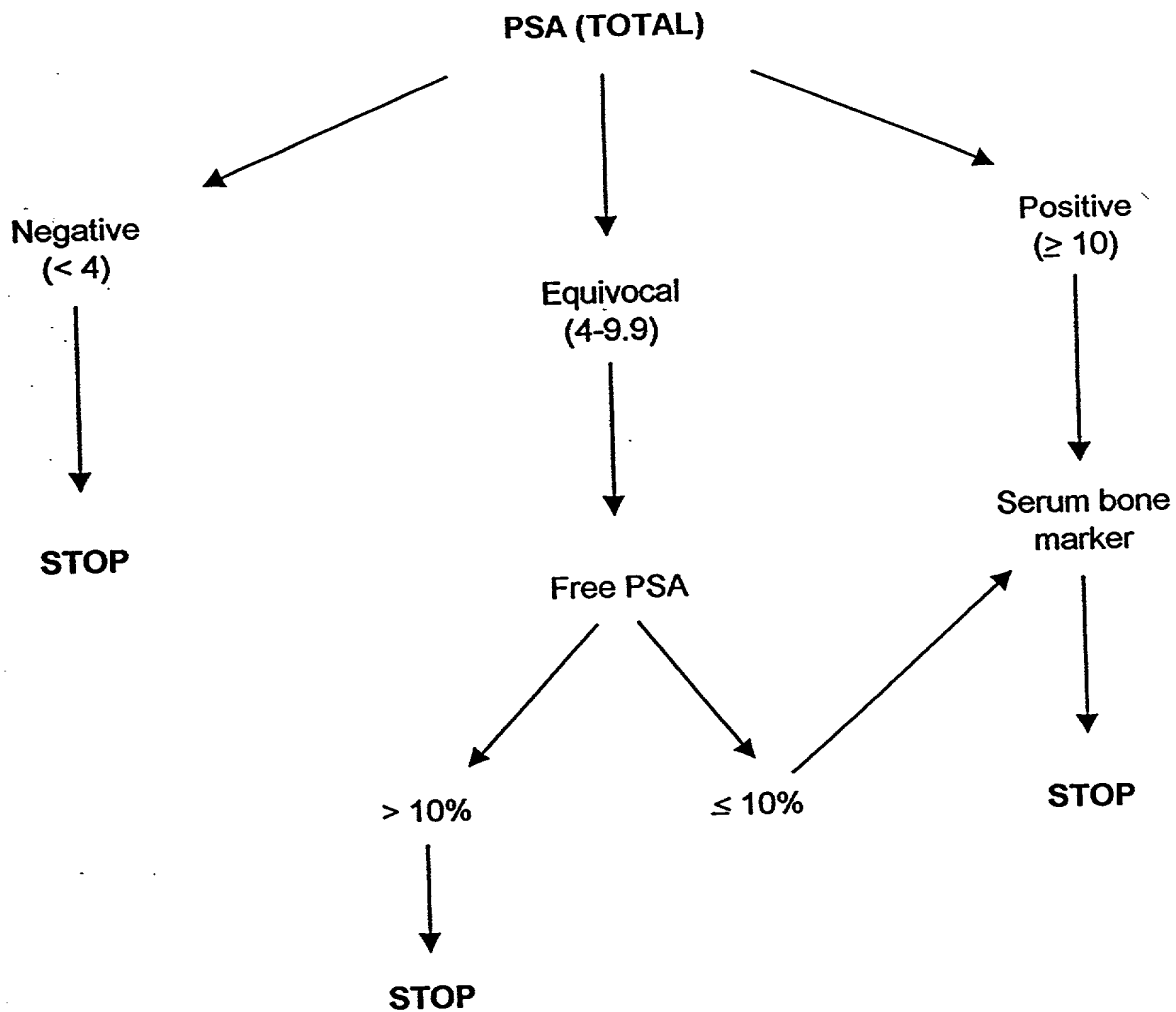 PSA (TOTAL)
Negative
(< 4)
Equivocal
(4-9.9)
Positive
(≥ 10)
STOP
Free PSA
Serum bone
marker
> 10%
≤ 10%
STOP
STOP